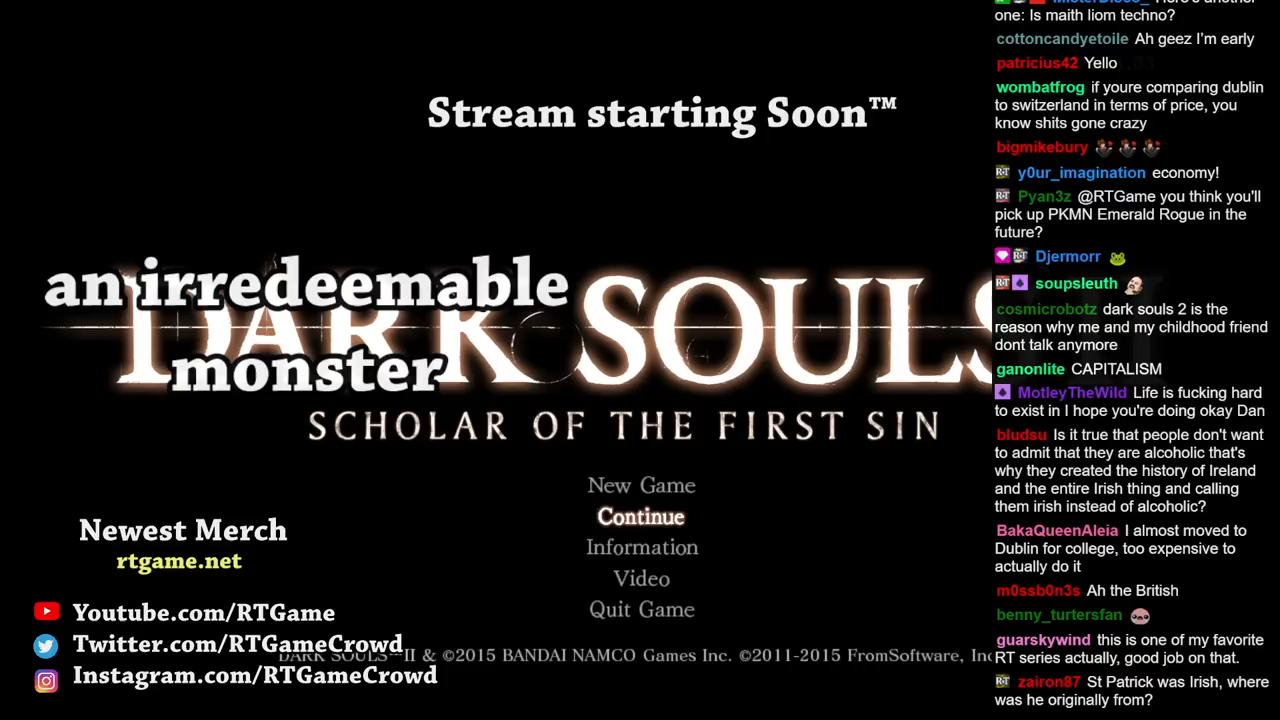 Stream starting Soon™
an irredeemable
monster
DARK SOULS
SCHOLAR OF THE FIRST SIN
New Game
Continue
Information
Video
Quit Game
Newest Merch
rtgame.net
Youtube.com/RTGame
Twitter.com/RTGameCrowd
Instagram.com/RTGameCrowd
DARK SOULS™II & ©2015 BANDAI NAMCO Games Inc. ©2011-2015 FromSoftware, Inc
one: Is maith liom techno?
cottoncandyetoile Ah geez I'm early
patricius42 Yello
wombatfrog if youre comparing dublin
to switzerland in terms of price, you
know shits gone crazy
bigmikebury
y0ur_imagination economy!
Pyan3z @RTGame you think you'll
pick up PKMN Emerald Rogue in the
future?
Djermorr
soupsleuth
cosmicrobotz dark souls 2 is the
reason why me and my childhood friend
dont talk anymore
ganonlite CAPITALISM
MotleyTheWild Life is fucking hard
to exist in I hope you're doing okay Dan
bludsu Is it true that people don't want
to admit that they are alcoholic that's
why they created the history of Ireland
and the entire Irish thing and calling
them irish instead of alcoholic?
BakaQueenAleia I almost moved to
Dublin for college, too expensive to
actually do it
m0ssb0n3s Ah the British
benny_turtersfan
guarskywind this is one of my favorite
RT series actually, good job on that.
zairon87 St Patrick was Irish, where
was he originally from?